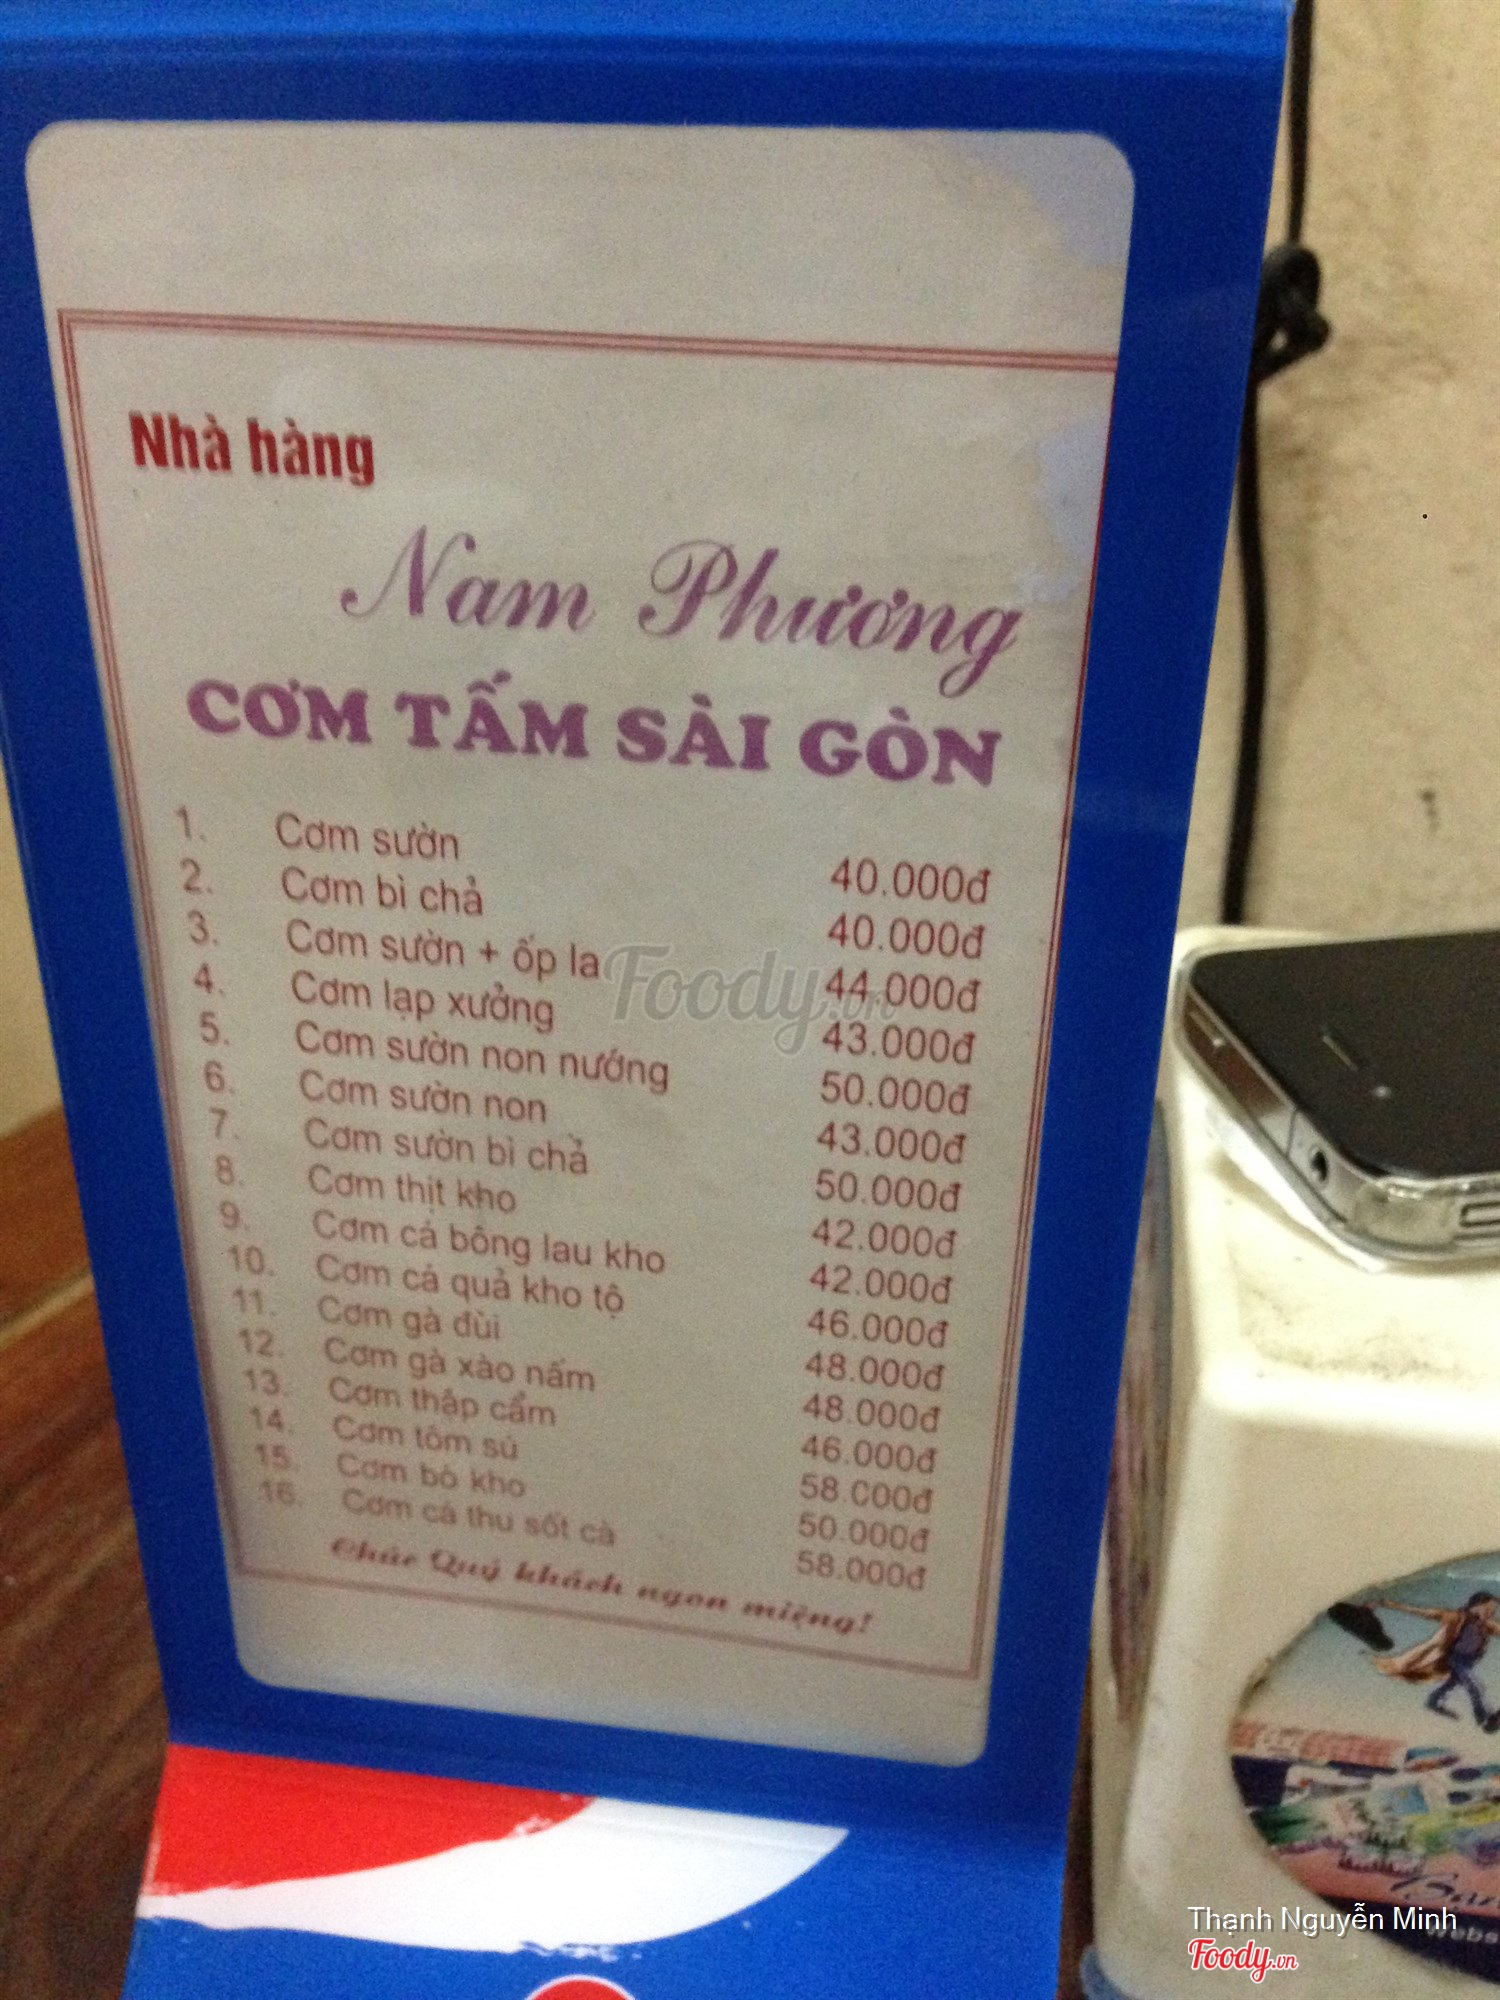 Nhà hàng
Nam Phương
CƠM TẤM SÀI GÒN
1. Cơm sườn 40.000đ
2. Cơm bì chả 40.000đ
3. Cơm sườn + ốp la 44.000đ
4. Cơm lạp xưởng 43.000đ
5. Cơm sườn non nướng 50.000đ
6. Cơm sườn non 43.000đ
7. Cơm sườn bì chả 50.000đ
8. Cơm thịt kho 42.000đ
9. Cơm cá bông lau kho 42.000đ
10. Cơm cá quả kho tộ 46.000đ
11. Cơm gà đùi 48.000đ
12. Cơm gà xào nấm 48.000đ
13. Cơm thập cẩm 46.000đ
14. Cơm tôm sú 58.000đ
15. Cơm bò kho 50.000đ
16. Cơm cá thu sốt cà 58.000đ
Chúc Quý khách ngon miệng!
Foody.vn
Thạnh Nguyễn Minh
Foody.vn